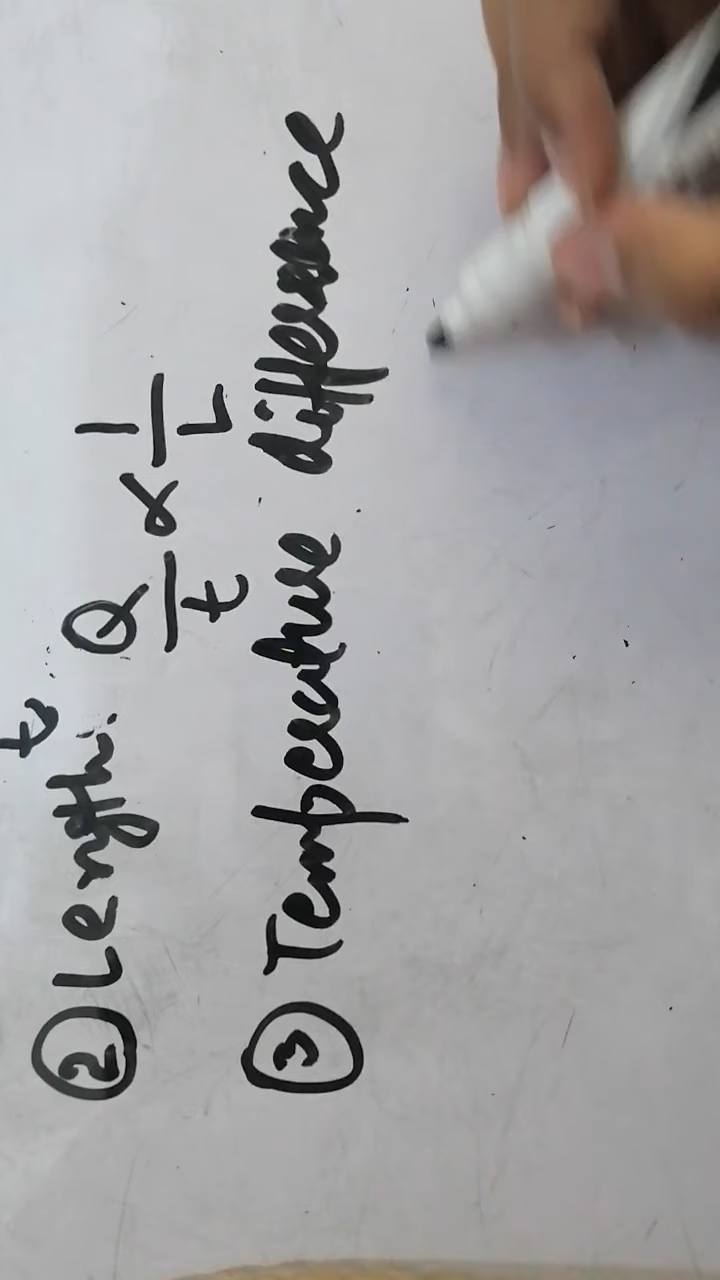 t
② Length: Q/t ∝ 1/L
③ Temperature difference